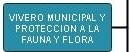 VIVERO MUNICIPAL Y
PROTECCION A LA
FAUNA Y FLORA